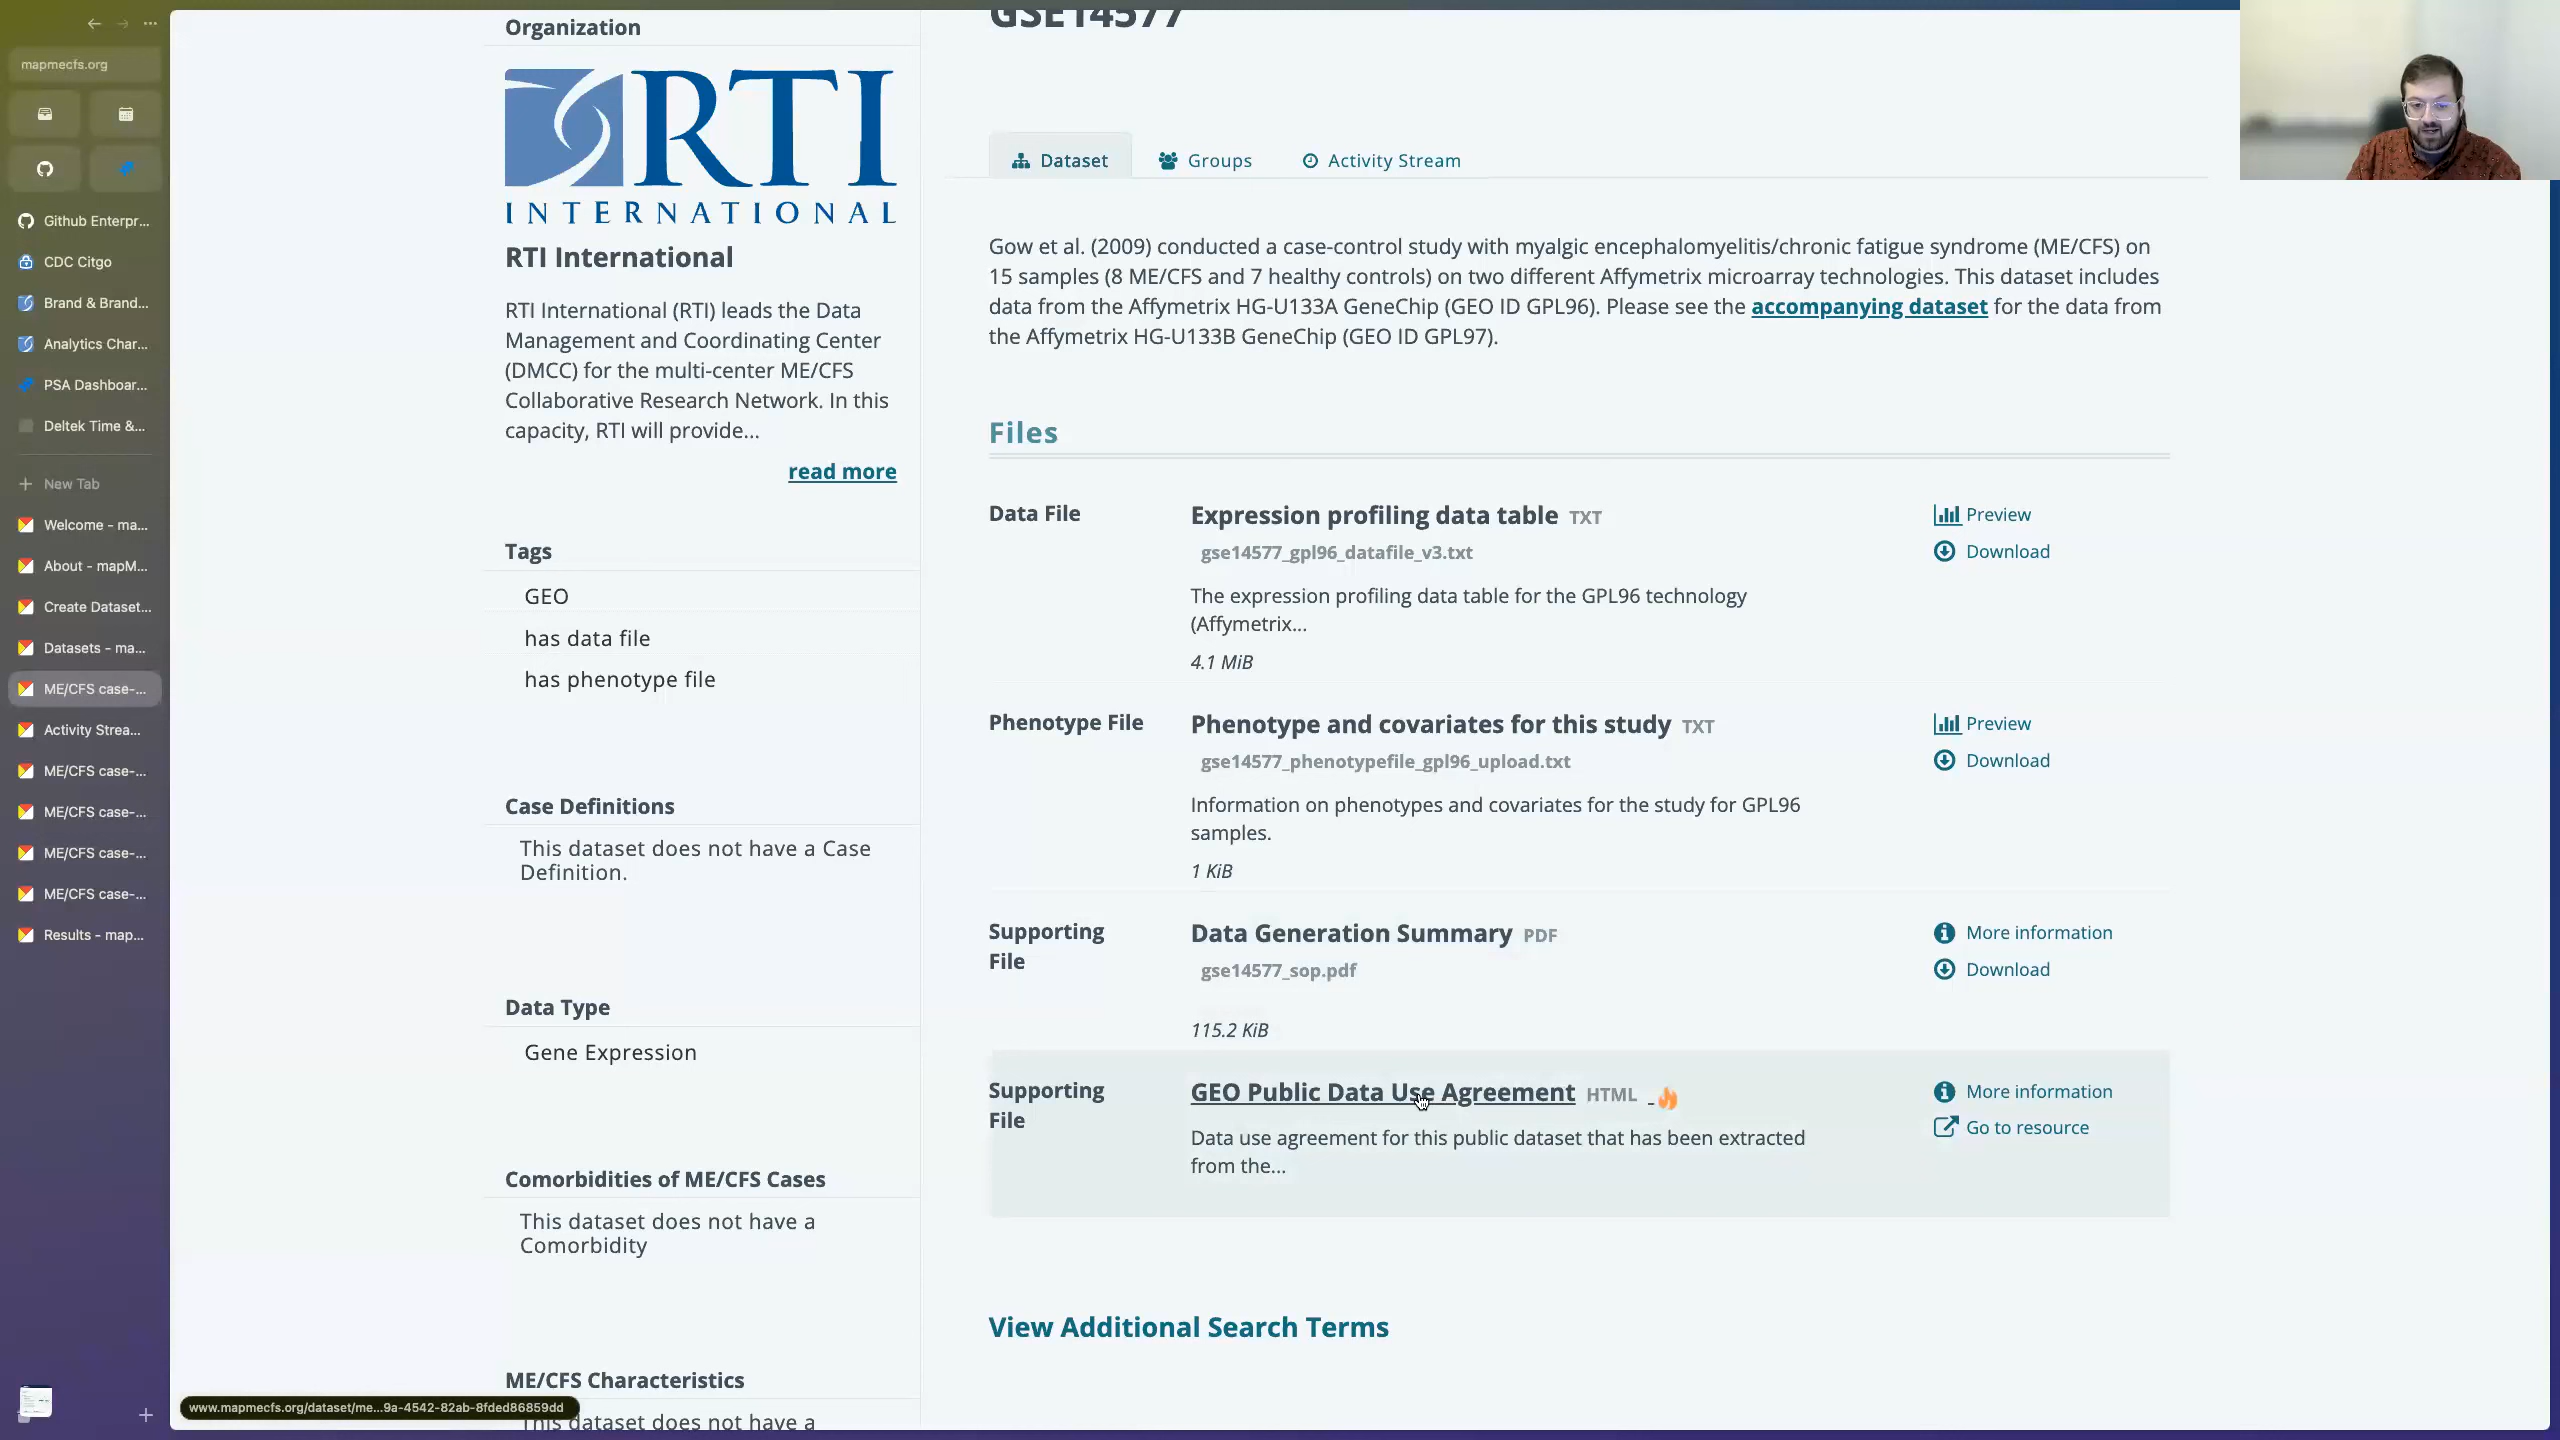 mapmecfs.org
Github Enterpr...
CDC Citgo
Brand & Brand...
Analytics Char...
PSA Dashboar...
Deltek Time &...
New Tab
Welcome - ma...
About - mapM...
Create Dataset...
Datasets - ma...
ME/CFS case-...
Activity Strea...
ME/CFS case-...
ME/CFS case-...
ME/CFS case-...
ME/CFS case-...
Results - map...
Organization
RTI
INTERNATIONAL
RTI International
RTI International (RTI) leads the Data
Management and Coordinating Center
(DMCC) for the multi-center ME/CFS
Collaborative Research Network. In this
capacity, RTI will provide...
read more
Tags
GEO
has data file
has phenotype file
Case Definitions
This dataset does not have a Case
Definition.
Data Type
Gene Expression
Comorbidities of ME/CFS Cases
This dataset does not have a
Comorbidity
ME/CFS Characteristics
This dataset does not have a
www.mapmecfs.org/dataset/me...9a-4542-82ab-8fded86859dd
GSE14577
Dataset Groups Activity Stream
Gow et al. (2009) conducted a case-control study with myalgic encephalomyelitis/chronic fatigue syndrome (ME/CFS) on
15 samples (8 ME/CFS and 7 healthy controls) on two different Affymetrix microarray technologies. This dataset includes
data from the Affymetrix HG-U133A GeneChip (GEO ID GPL96). Please see the accompanying dataset for the data from
the Affymetrix HG-U133B GeneChip (GEO ID GPL97).
Files
Data File
Expression profiling data table TXT
gse14577_gpl96_datafile_v3.txt
The expression profiling data table for the GPL96 technology
(Affymetrix...
4.1 MiB
Preview
Download
Phenotype File
Phenotype and covariates for this study TXT
gse14577_phenotypefile_gpl96_upload.txt
Information on phenotypes and covariates for the study for GPL96
samples.
1 KiB
Preview
Download
Supporting
File
Data Generation Summary PDF
gse14577_sop.pdf
115.2 KiB
More information
Download
Supporting
File
GEO Public Data Use Agreement HTML
Data use agreement for this public dataset that has been extracted
from the...
More information
Go to resource
View Additional Search Terms